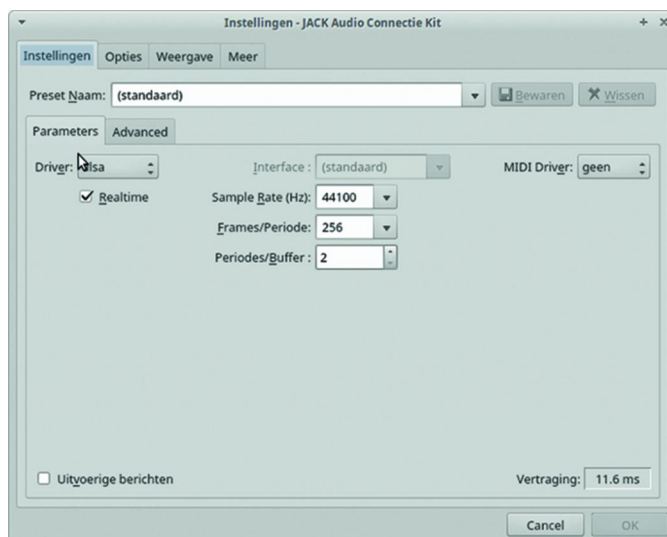 Instellingen - JACK Audio Connectie Kit
Instellingen Opties Weergave Meer
Preset Naam: (standaard) Bewaren Wissen
Parameters Advanced
Driver: alsa Interface : (standaard) MIDI Driver: geen
Realtime Sample Rate (Hz): 44100
Frames/Periode: 256
Periodes/Buffer : 2
Uitvoerige berichten Vertraging: 11.6 ms
Cancel OK